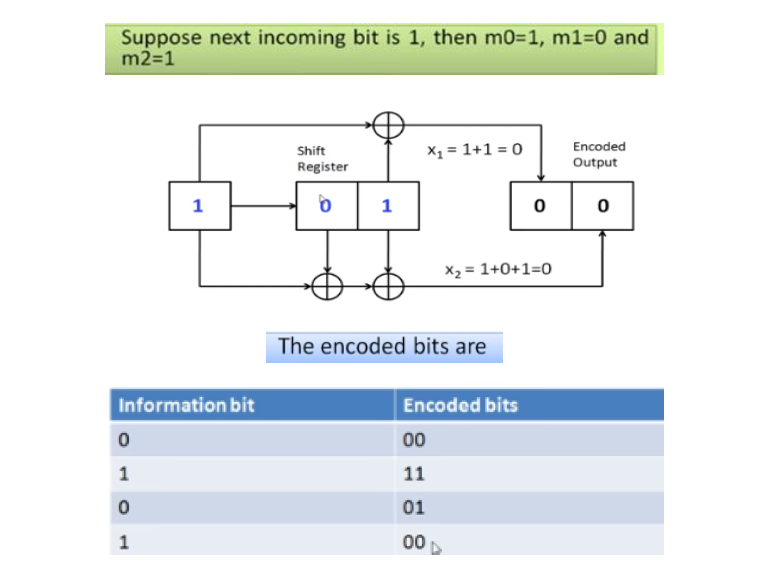 Suppose next incoming bit is 1, then m0=1, m1=0 and
m2=1
Shift
Register
x₁ = 1+1 = 0
Encoded
Output
1
0 1
0 0
x₂ = 1+0+1=0
The encoded bits are
Information bit Encoded bits
0 00
1 11
0 01
1 00